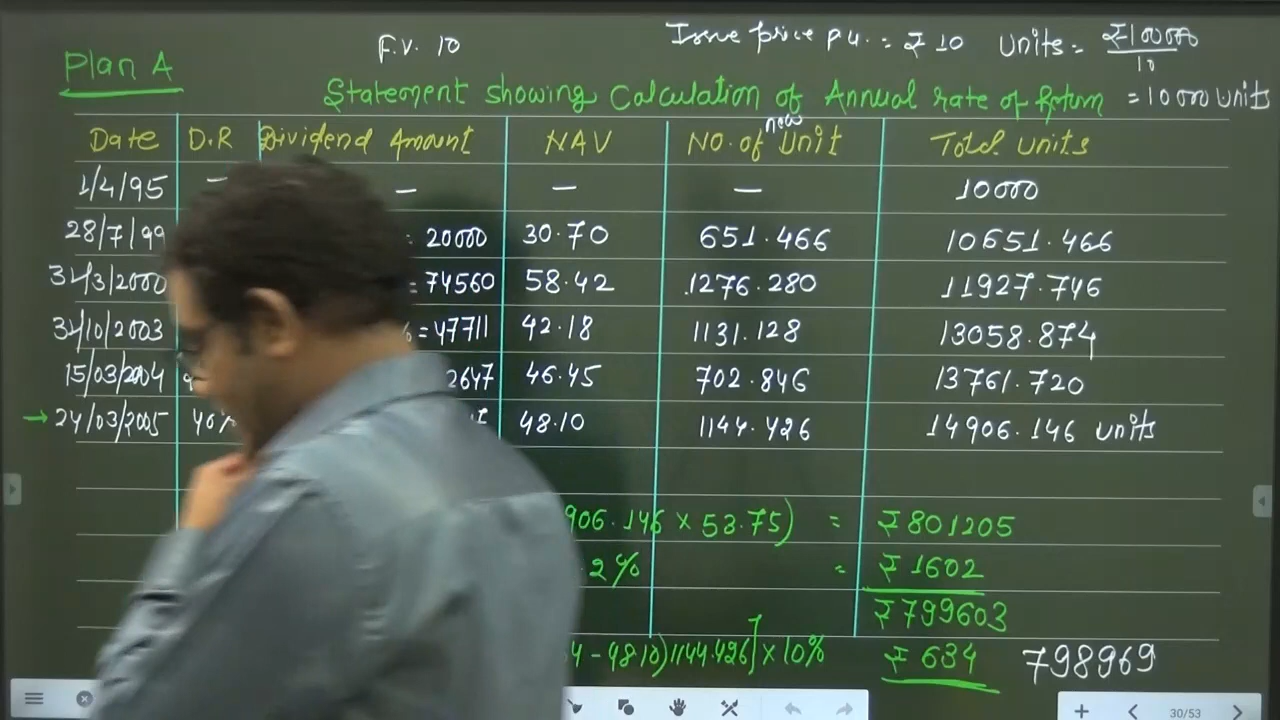 Plan A
F.V. 10
Issue price P.U. = ₹ 10 Units = ₹100000
10
Statement showing Calculation of Annual rate of Return = 10000 units
Date D.R Dividend Amount NAV NO. of new Unit Total units
1/4/95 — — — — 10000
28/7/99 = 20000 30.70 651.466 10651.466
31/3/2000 = 74560 58.42 1276.280 11927.746
31/10/2003 = 47711 42.18 1131.128 13058.874
15/03/2004 2647 46.45 702.846 13761.720
→ 24/03/2005 40% 48.10 1144.426 14906.146 units
906.146 × 53.75) = ₹ 801205
.2% = ₹ 1602
₹ 799603
4 - 48.10) 1144.426] × 10% ₹ 634 798969
30/53